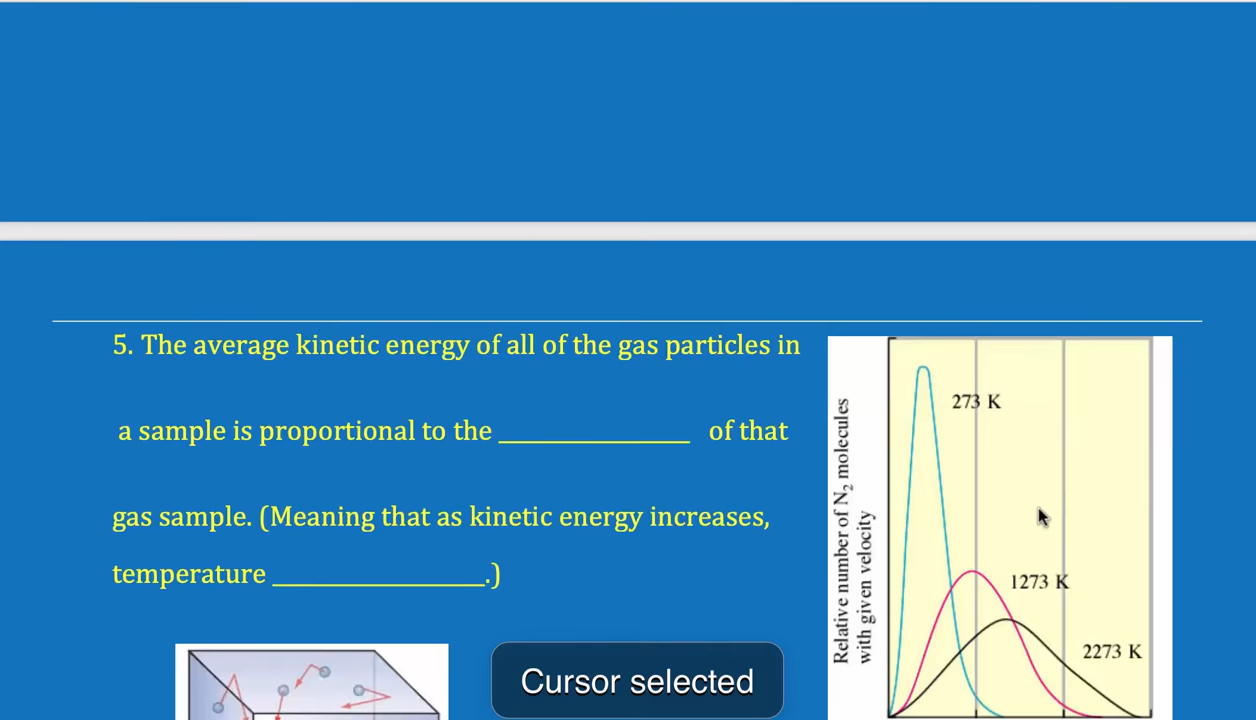 5. The average kinetic energy of all of the gas particles in
a sample is proportional to the ________________ of that
gas sample. (Meaning that as kinetic energy increases,
temperature __________________.)
Relative number of N2 molecules
with given velocity
273 K
1273 K
2273 K
Cursor selected